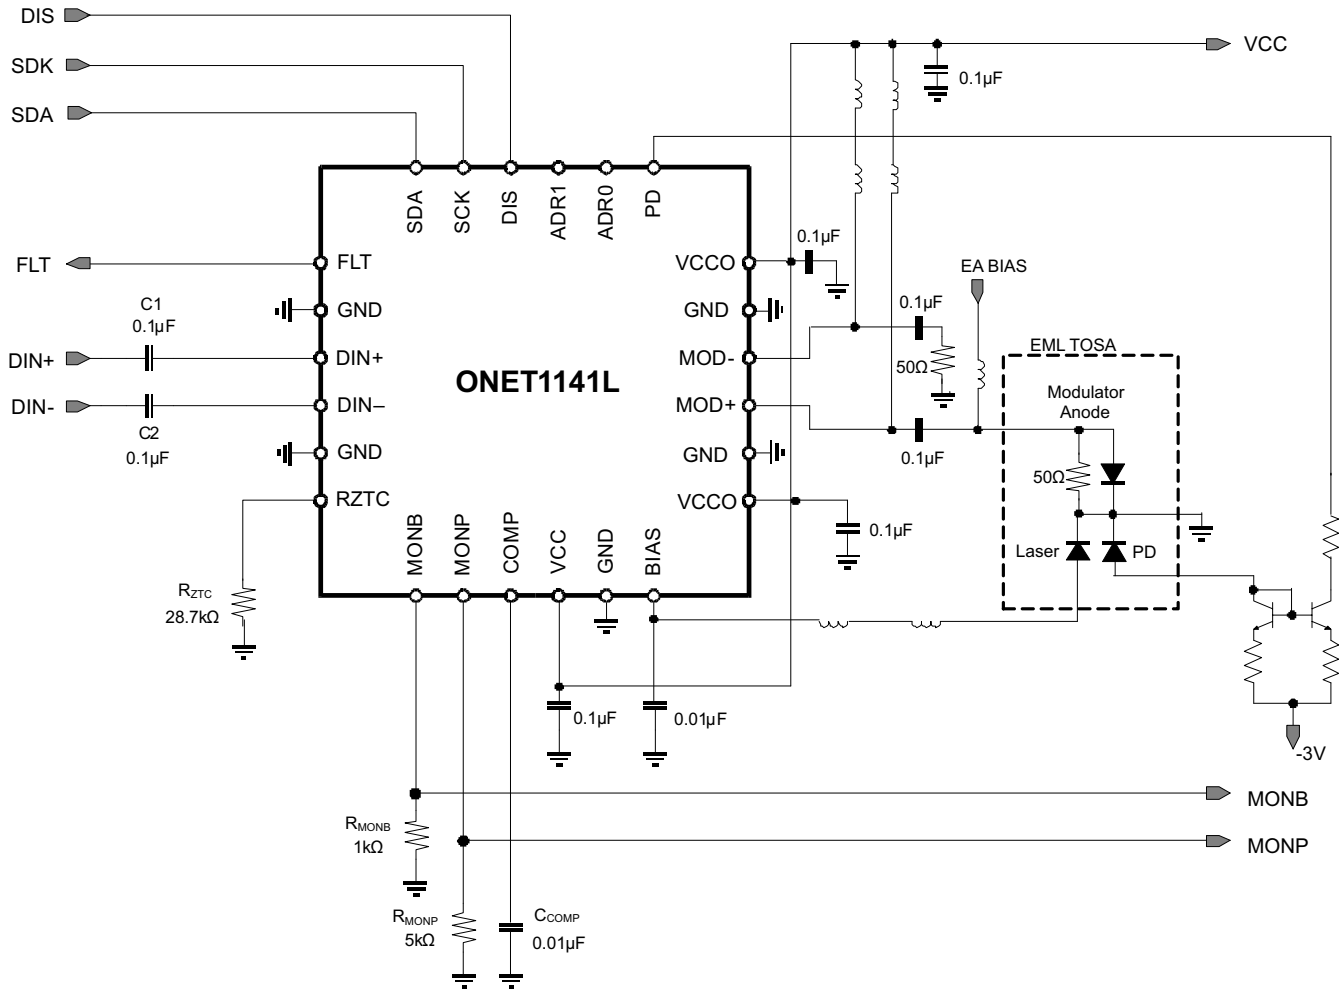 DIS
SDK
SDA
VCC
0.1µF
SDA
SCK
DIS
ADR1
ADR0
PD
FLT
FLT
GND
C1
0.1µF
DIN+
DIN+
DIN-
DIN–
C2
0.1µF
GND
RZTC
ONET1141L
VCCO
0.1µF
GND
MOD-
0.1µF
50Ω
EA BIAS
MOD+
0.1µF
GND
VCCO
0.1µF
EML TOSA
Modulator
Anode
50Ω
Laser
PD
MONB
MONP
COMP
VCC
GND
BIAS
RZTC
28.7kΩ
0.1µF
0.01µF
-3V
MONB
RMONB
1kΩ
MONP
RMONP
5kΩ
CCOMP
0.01µF